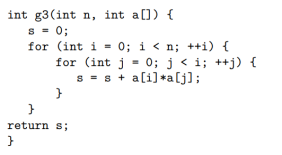 int g3(int n, int a[]) {
   s = 0;
   for (int i = 0; i < n; ++i) {
      for (int j = 0; j < i; ++j) {
         s = s + a[i]*a[j];
      }
   }
return s;
}